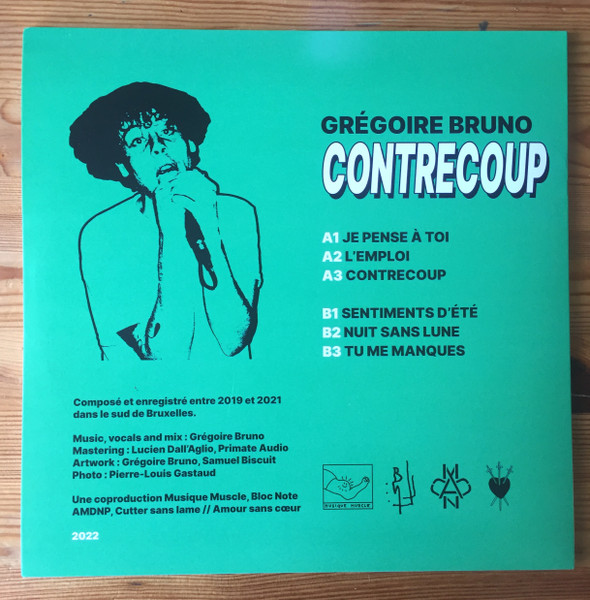 GRÉGOIRE BRUNO
CONTRECOUP
A1 JE PENSE À TOI
A2 L'EMPLOI
A3 CONTRECOUP
B1 SENTIMENTS D'ÉTÉ
B2 NUIT SANS LUNE
B3 TU ME MANQUES
Composé et enregistré entre 2019 et 2021
dans le sud de Bruxelles.
Music, vocals and mix : Grégoire Bruno
Mastering : Lucien Dall'Aglio, Primate Audio
Artwork : Grégoire Bruno, Samuel Biscuit
Photo : Pierre-Louis Gastaud
Une coproduction Musique Muscle, Bloc Note
AMDNP, Cutter sans lame // Amour sans cœur
2022
MUSIQUE MUSCLE